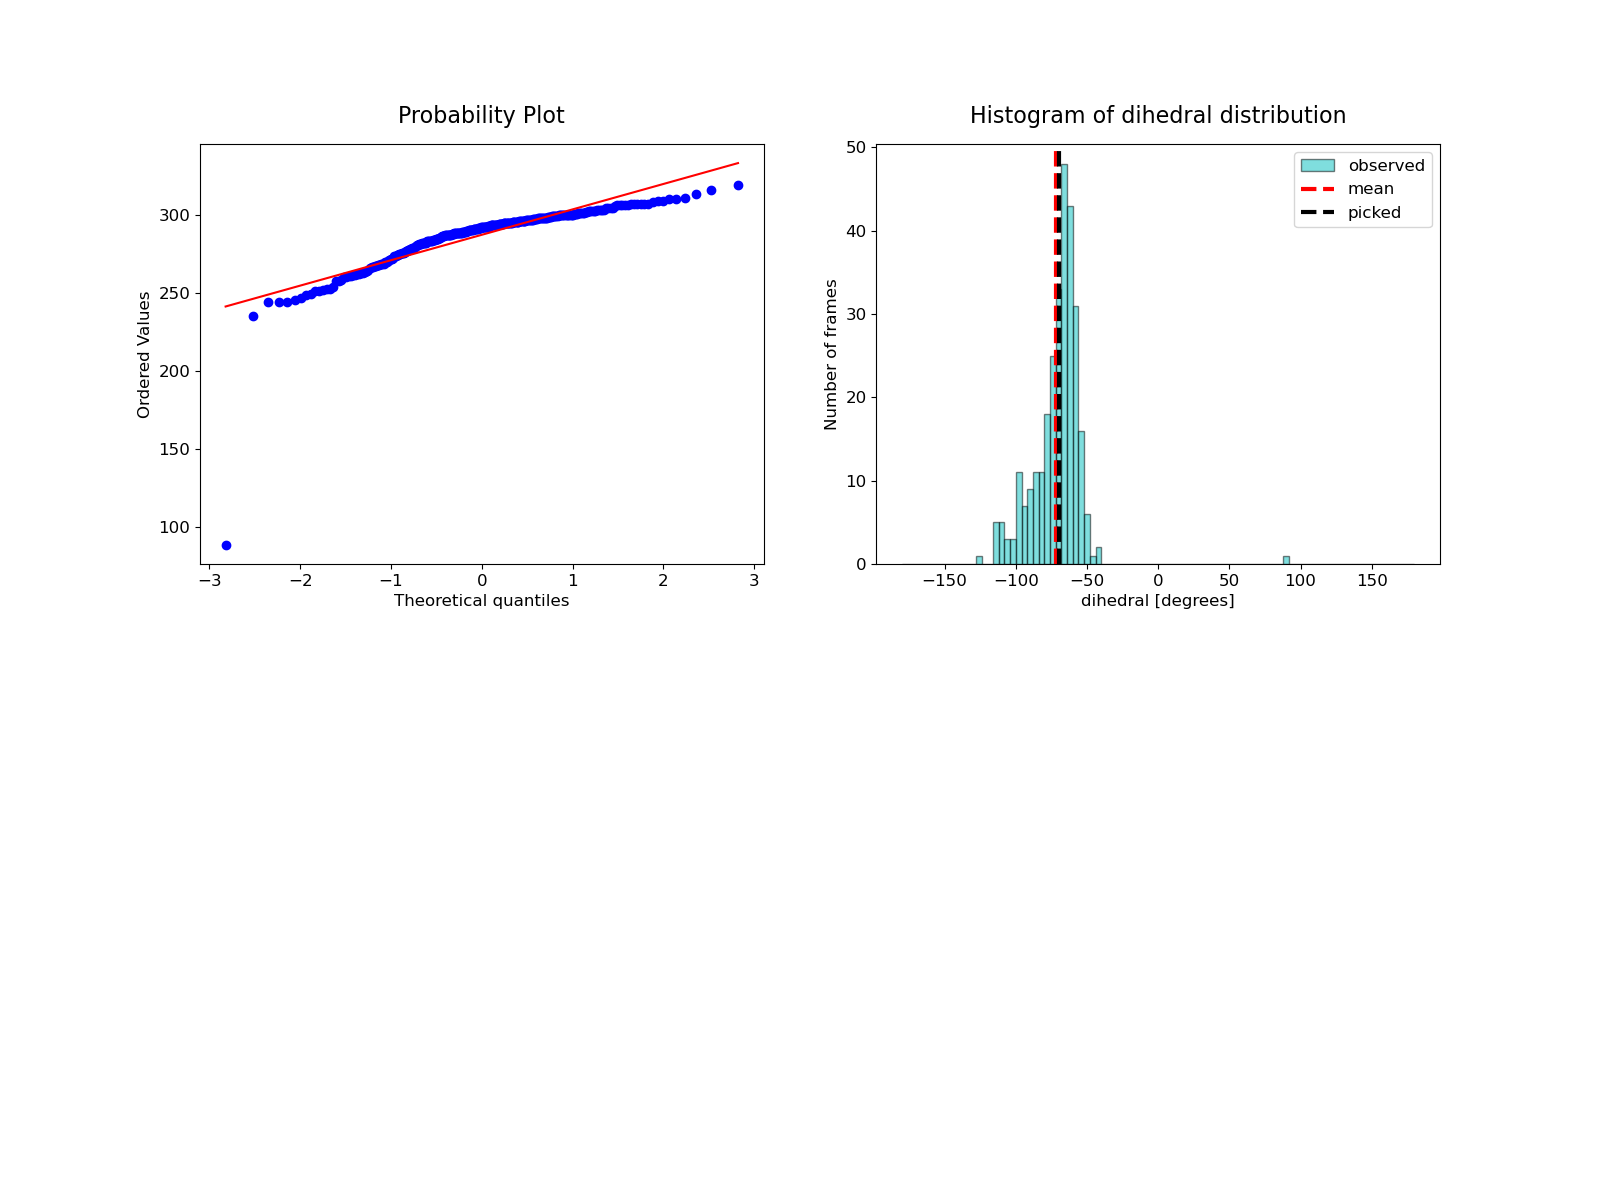 Probability Plot
Ordered Values
300
250
200
150
100
−3 −2 −1 0 1 2 3
Theoretical quantiles
Histogram of dihedral distribution
Number of frames
50
40
30
20
10
0
−150 −100 −50 0 50 100 150
dihedral [degrees]
observed
mean
picked